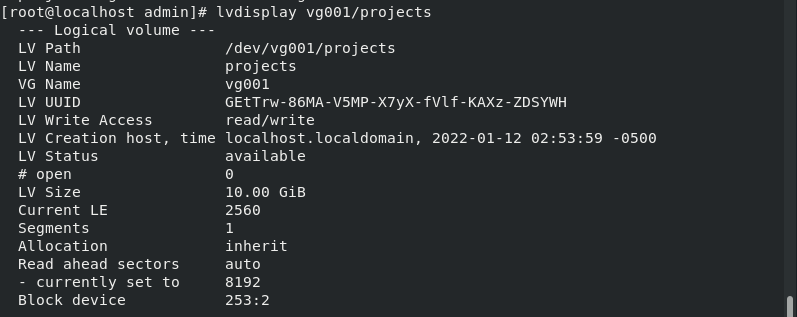 [root@localhost admin]# lvdisplay vg001/projects
  --- Logical volume ---
  LV Path                /dev/vg001/projects
  LV Name                projects
  VG Name                vg001
  LV UUID                GEtTrw-86MA-V5MP-X7yX-fVlf-KAXz-ZDSYWH
  LV Write Access        read/write
  LV Creation host, time localhost.localdomain, 2022-01-12 02:53:59 -0500
  LV Status              available
  # open                 0
  LV Size                10.00 GiB
  Current LE             2560
  Segments               1
  Allocation             inherit
  Read ahead sectors     auto
  - currently set to     8192
  Block device           253:2